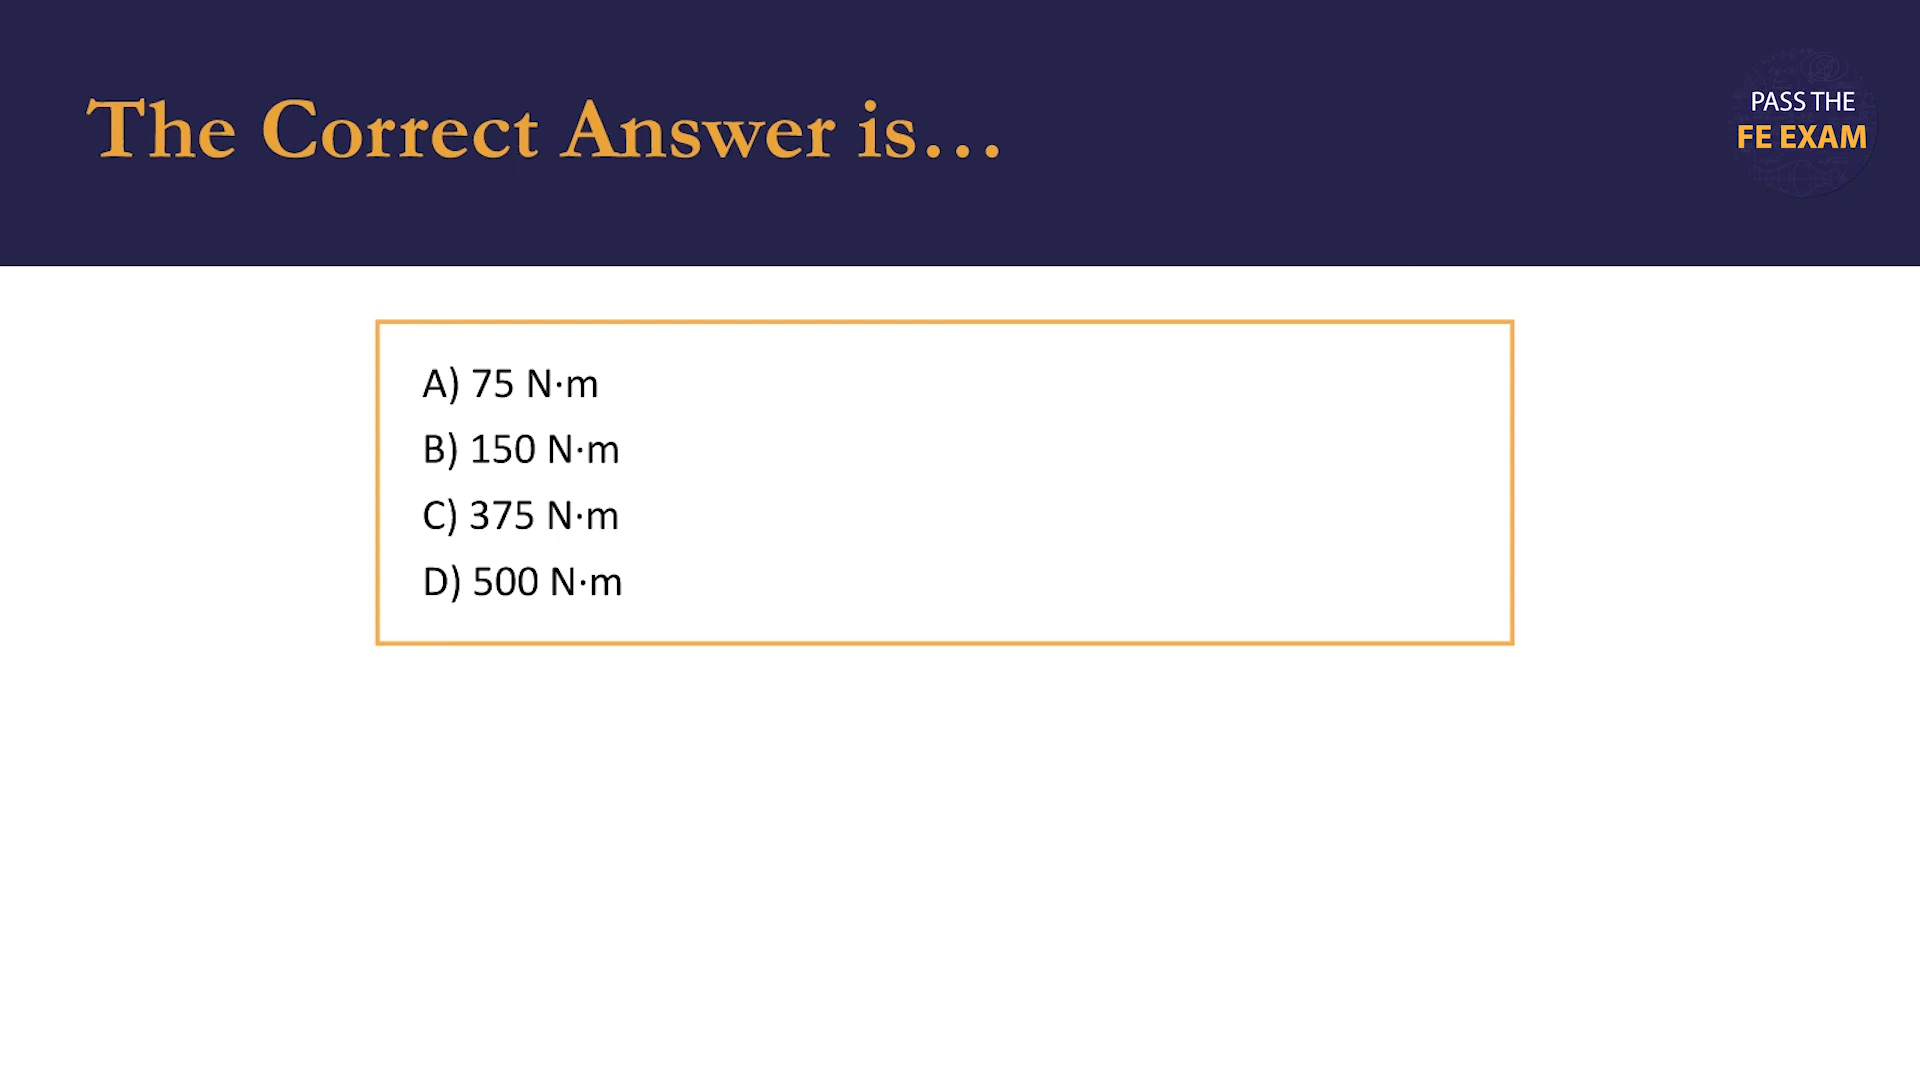 The Correct Answer is...
PASS THE
FE EXAM
A) 75 N·m
B) 150 N·m
C) 375 N·m
D) 500 N·m